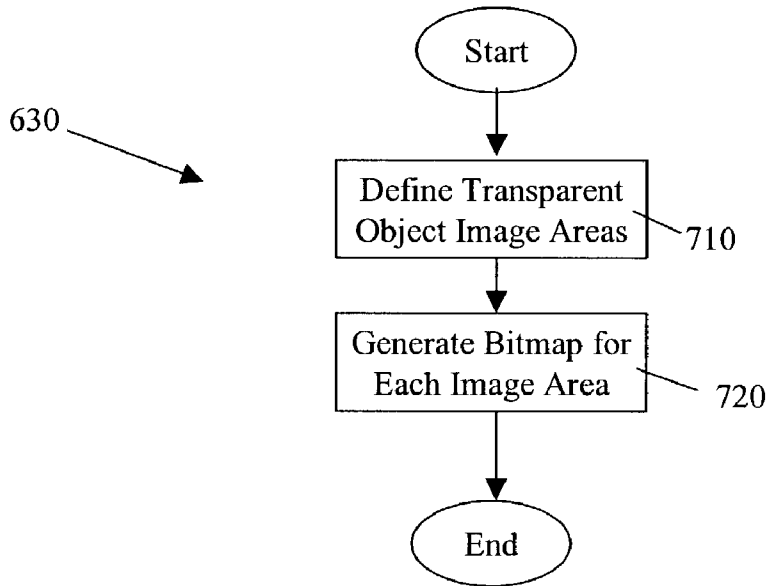 Start
630
Define Transparent
Object Image Areas
710
Generate Bitmap for
Each Image Area
720
End